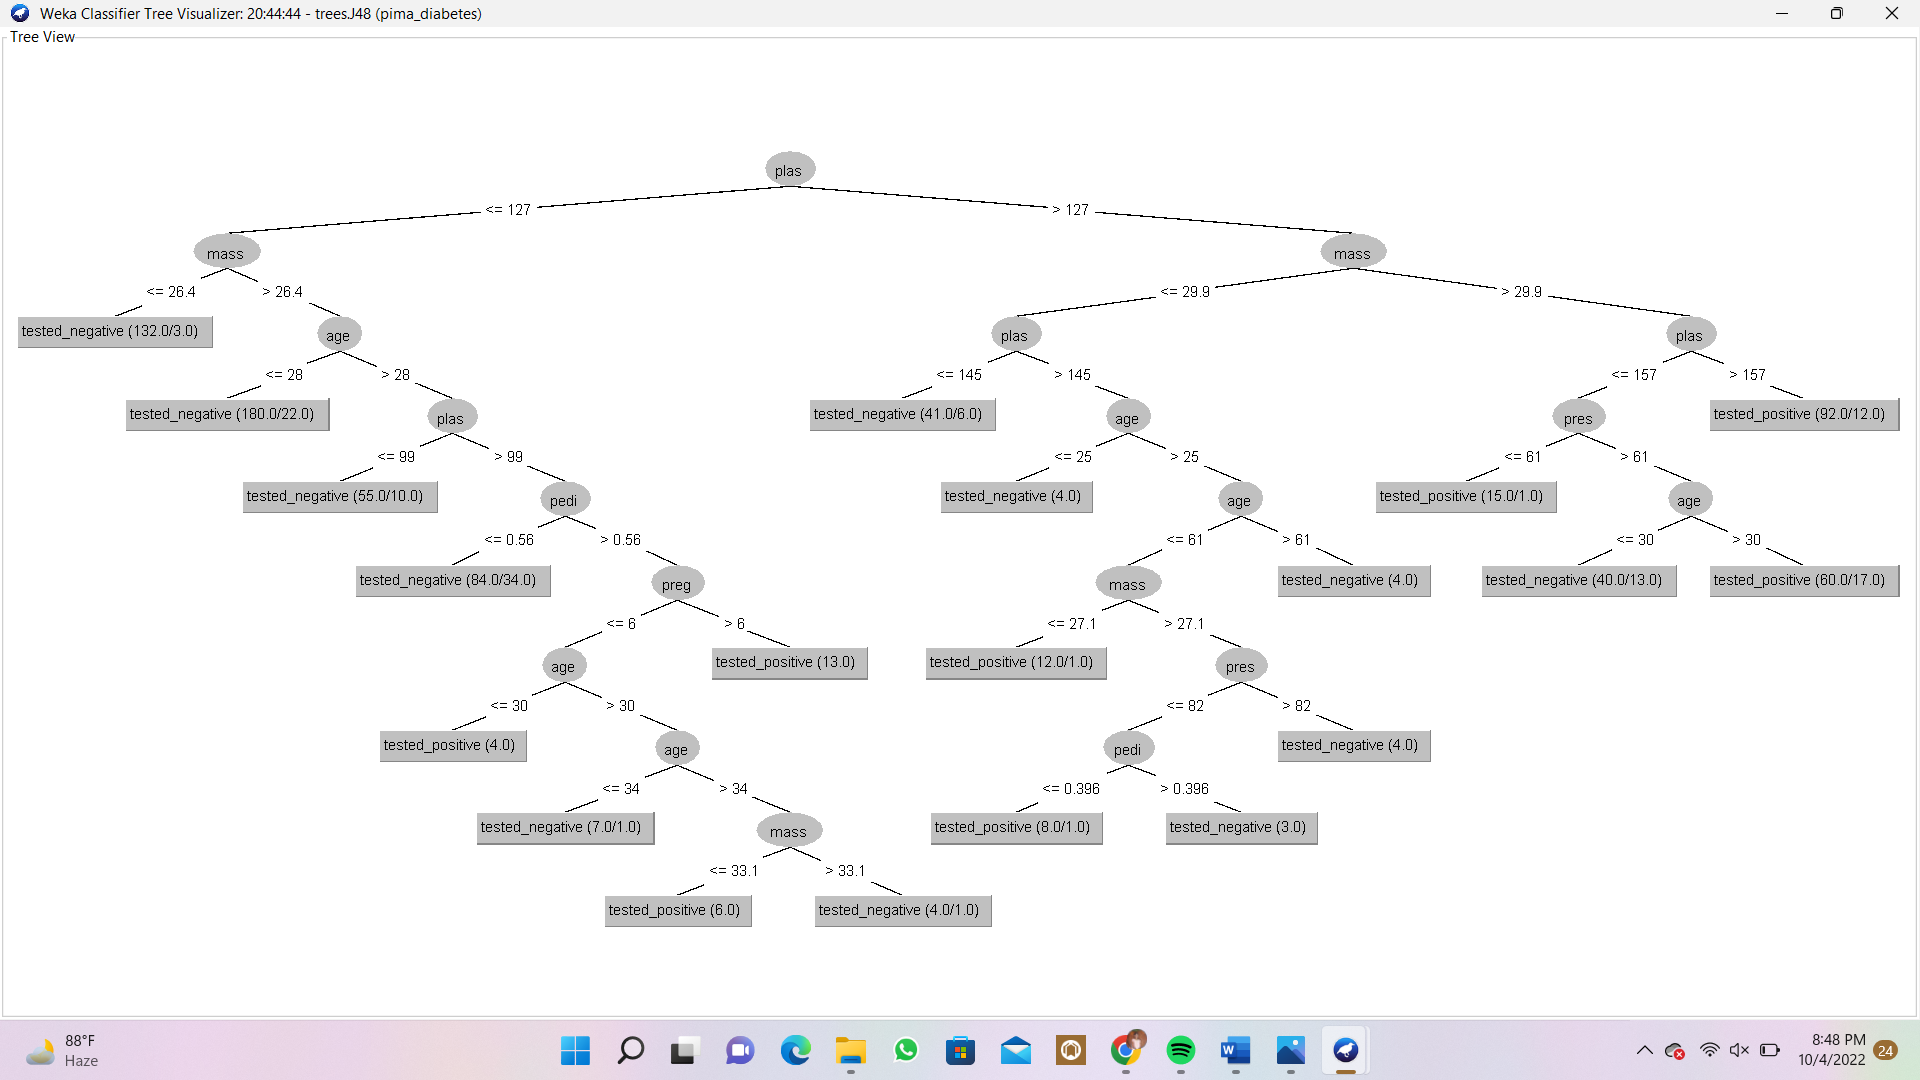 Weka Classifier Tree Visualizer: 20:44:44 - trees.J48 (pima_diabetes)
Tree View
plas
<= 127 > 127
mass mass
<= 26.4 > 26.4 <= 29.9 > 29.9
tested_negative (132.0/3.0) age plas plas
<= 28 > 28 <= 145 > 145 <= 157 > 157
tested_negative (180.0/22.0) plas tested_negative (41.0/6.0) age pres tested_positive (92.0/12.0)
<= 99 > 99 <= 25 > 25 <= 61 > 61
tested_negative (55.0/10.0) pedi tested_negative (4.0) age tested_positive (15.0/1.0) age
<= 0.56 > 0.56 <= 61 > 61 <= 30 > 30
tested_negative (84.0/34.0) preg mass tested_negative (4.0) tested_negative (40.0/13.0) tested_positive (60.0/17.0)
<= 6 > 6 <= 27.1 > 27.1
age tested_positive (13.0) tested_positive (12.0/1.0) pres
<= 30 > 30 <= 82 > 82
tested_positive (4.0) age pedi tested_negative (4.0)
<= 34 > 34 <= 0.396 > 0.396
tested_negative (7.0/1.0) mass tested_positive (8.0/1.0) tested_negative (3.0)
<= 33.1 > 33.1
tested_positive (6.0) tested_negative (4.0/1.0)
88°F
Haze
W
8:48 PM
10/4/2022
24